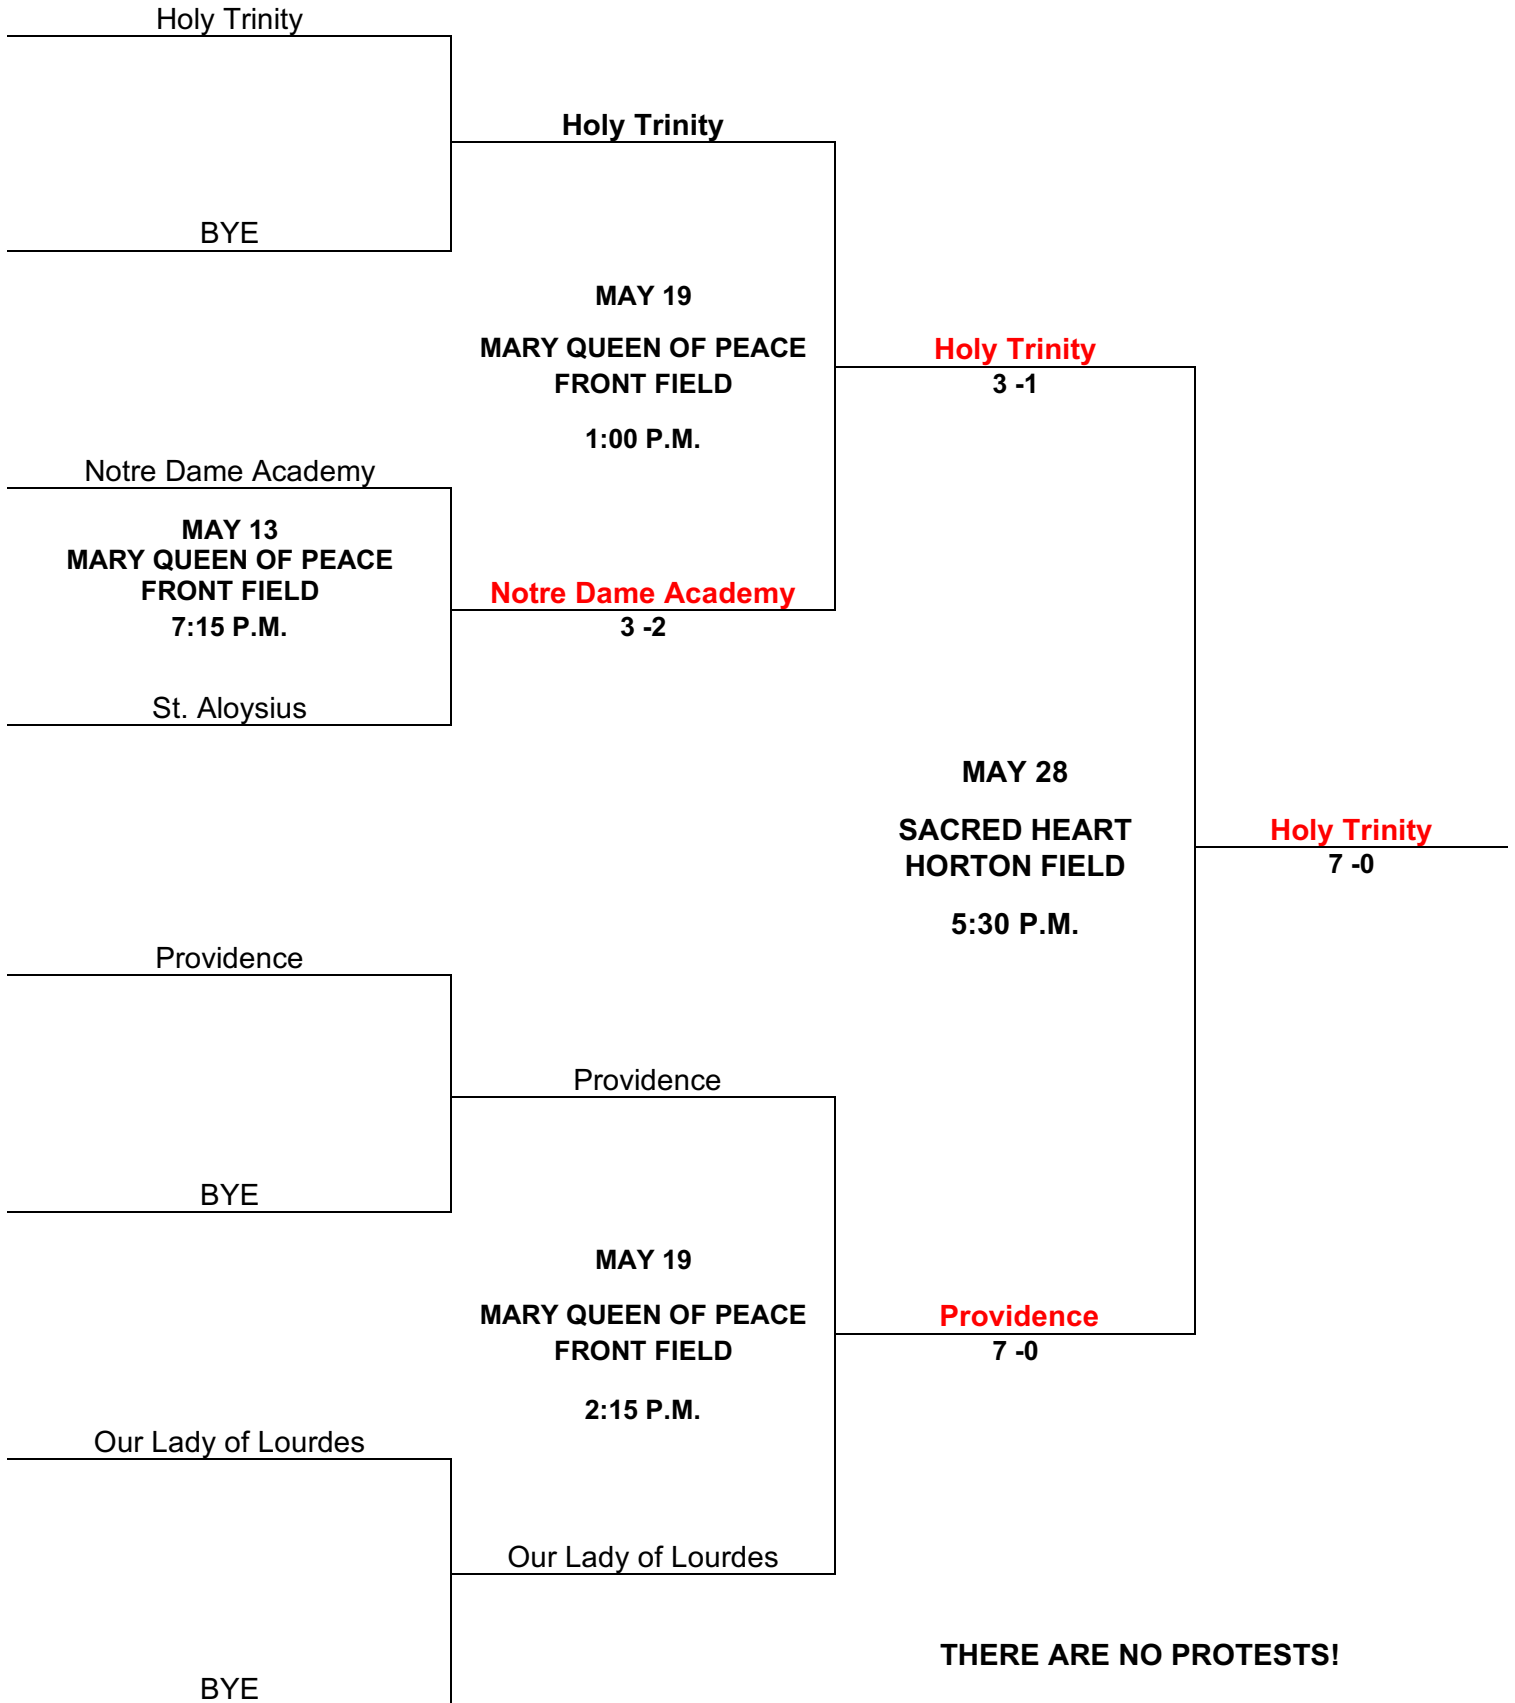 Holy Trinity
Holy Trinity
BYE
MAY 19
MARY QUEEN OF PEACE
FRONT FIELD
1:00 P.M.
Holy Trinity
3 -1
Notre Dame Academy
MAY 13
MARY QUEEN OF PEACE
FRONT FIELD
7:15 P.M.
Notre Dame Academy
3 -2
St. Aloysius
MAY 28
SACRED HEART
HORTON FIELD
5:30 P.M.
Holy Trinity
7 -0
Providence
Providence
BYE
MAY 19
MARY QUEEN OF PEACE
FRONT FIELD
2:15 P.M.
Providence
7 -0
Our Lady of Lourdes
Our Lady of Lourdes
BYE
THERE ARE NO PROTESTS!